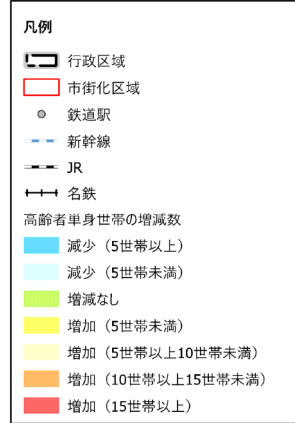 凡例
行政区域
市街化区域
鉄道駅
新幹線
JR
名鉄
高齢者単身世帯の増減数
減少（5世帯以上）
減少（5世帯未満）
増減なし
増加（5世帯未満）
増加（5世帯以上10世帯未満）
増加（10世帯以上15世帯未満）
増加（15世帯以上）